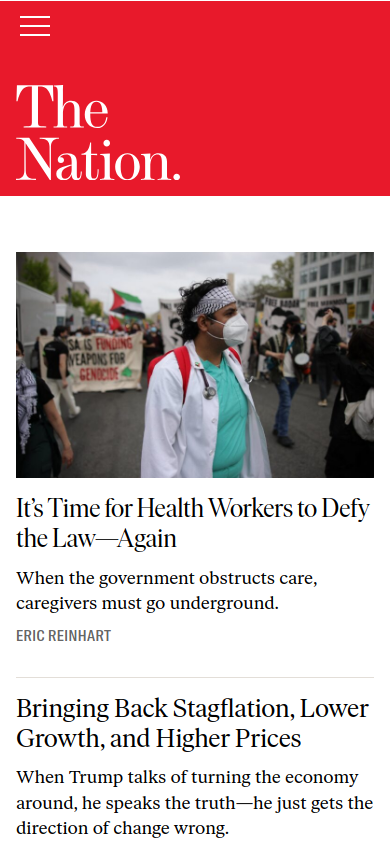 The
Nation.
FUNDING
WEAPONS FOR
GENOCIDE
FREE
It’s Time for Health Workers to Defy
the Law—Again
When the government obstructs care,
caregivers must go underground.
ERIC REINHART
Bringing Back Stagflation, Lower
Growth, and Higher Prices
When Trump talks of turning the economy
around, he speaks the truth—he just gets the
direction of change wrong.